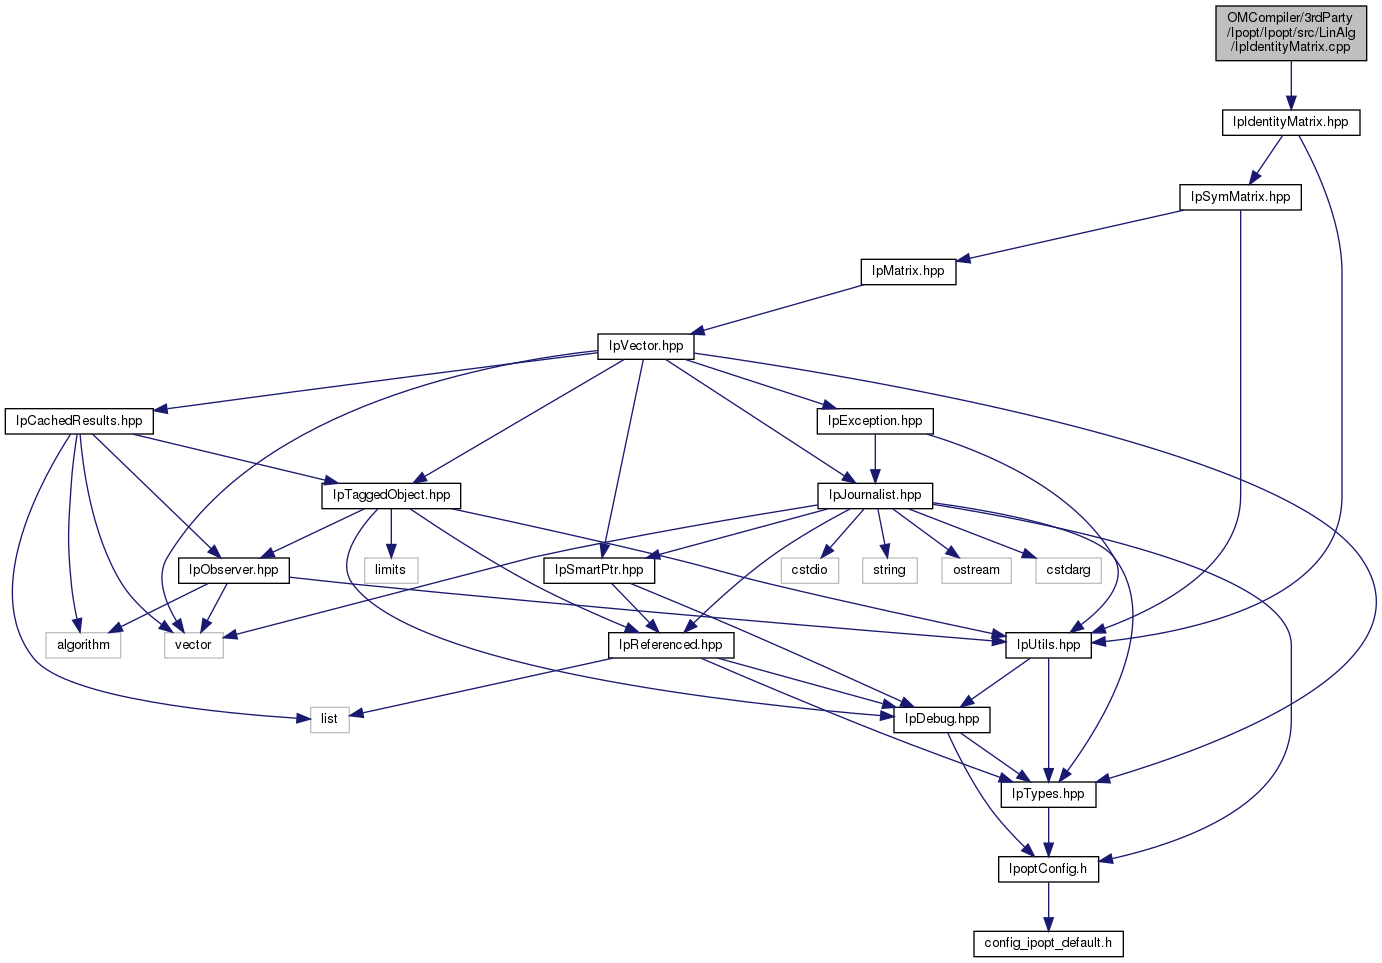 OMCompiler/3rdParty
/Ipopt/Ipopt/src/LinAlg
/IpIdentityMatrix.cpp
IpIdentityMatrix.hpp
IpSymMatrix.hpp
IpMatrix.hpp
IpVector.hpp
IpCachedResults.hpp
IpException.hpp
IpTaggedObject.hpp
IpJournalist.hpp
IpObserver.hpp
limits
IpSmartPtr.hpp
cstdio
string
ostream
cstdarg
algorithm
vector
IpReferenced.hpp
IpUtils.hpp
list
IpDebug.hpp
IpTypes.hpp
IpoptConfig.h
config_ipopt_default.h